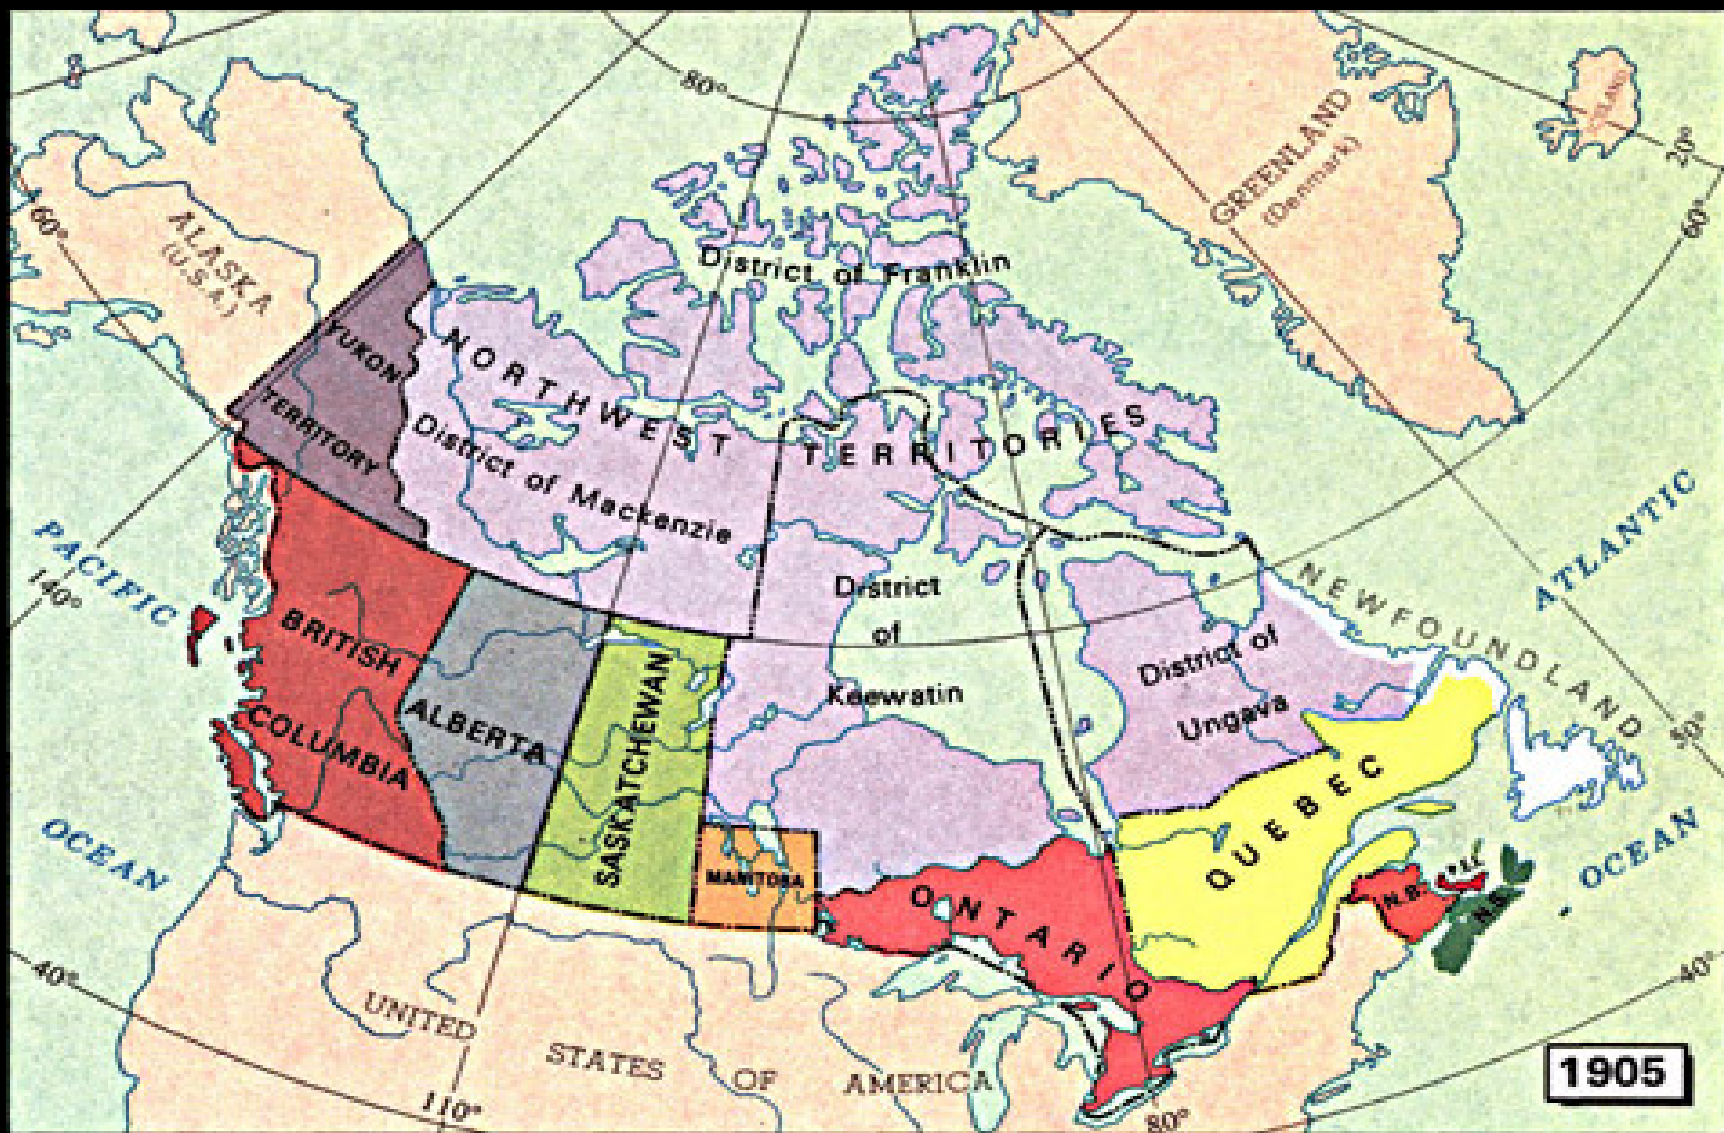 80°
ICELAND
20°
GREENLAND
(Denmark)
60°
60°
ALASKA
(U.S.A.)
District of Franklin
YUKON
TERRITORY
NORTHWEST TERRITORIES
District of Mackenzie
PACIFIC
OCEAN
140°
ATLANTIC
OCEAN
NEWFOUNDLAND
50°
District
of
Keewatin
District of
Ungava
BRITISH
COLUMBIA
ALBERTA
SASKATCHEWAN
MANITOBA
ONTARIO
QUEBEC
P.E.I.
N.B.
N.S.
40°
40°
UNITED
STATES
OF
AMERICA
110°
80°
1905